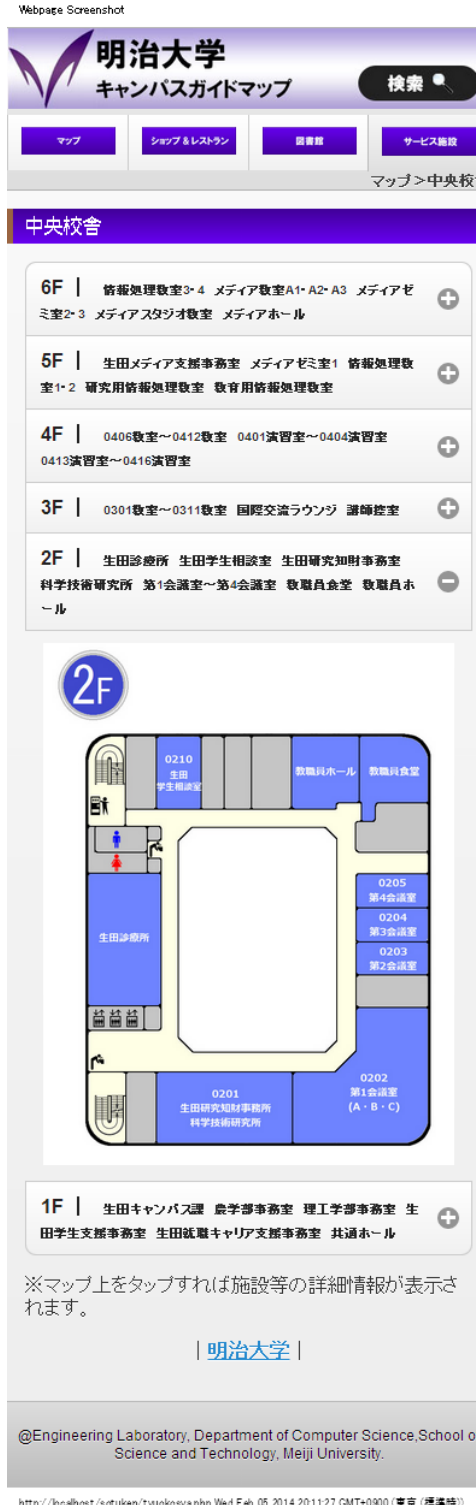 Webpage Screenshot
明治大学
キャンパスガイドマップ
検索
マップ
ショップ&レストラン
図書館
サービス施設
マップ>中央校
中央校舎
6F | 情報処理教室3・4 メディア教室A1・A2・A3 メディアゼ
ミ室2・3 メディアスタジオ教室 メディアホール
5F | 生田メディア支援事務室 メディアゼミ室1 情報処理教
室1・2 研究用情報処理教室 教育用情報処理教室
4F | 0406教室～0412教室 0401演習室～0404演習室
0413演習室～0416演習室
3F | 0301教室～0311教室 国際交流ラウンジ 講師控室
2F | 生田診療所 生田学生相談室 生田研究知財事務室
科学技術研究所 第1会議室～第4会議室 教職員食堂 教職員ホ
ール
2F
0210
生田
学生相談室
教職員ホール
教職員食堂
0205
第4会議室
0204
第3会議室
0203
第2会議室
生田診療所
0202
第1会議室
(A・B・C)
0201
生田研究知財事務所
科学技術研究所
1F | 生田キャンパス課 農学部事務室 理工学部事務室 生
田学生支援事務室 生田就職キャリア支援事務室 共通ホール
※マップ上をタップすれば施設等の詳細情報が表示さ
れます。
| 明治大学 |
@Engineering Laboratory, Department of Computer Science,School o
Science and Technology, Meiji University.
http://localhost/sotuken/tyuokosya.php Wed Feb 05 2014 20:11:27 GMT+0900 (東京 (標準時))